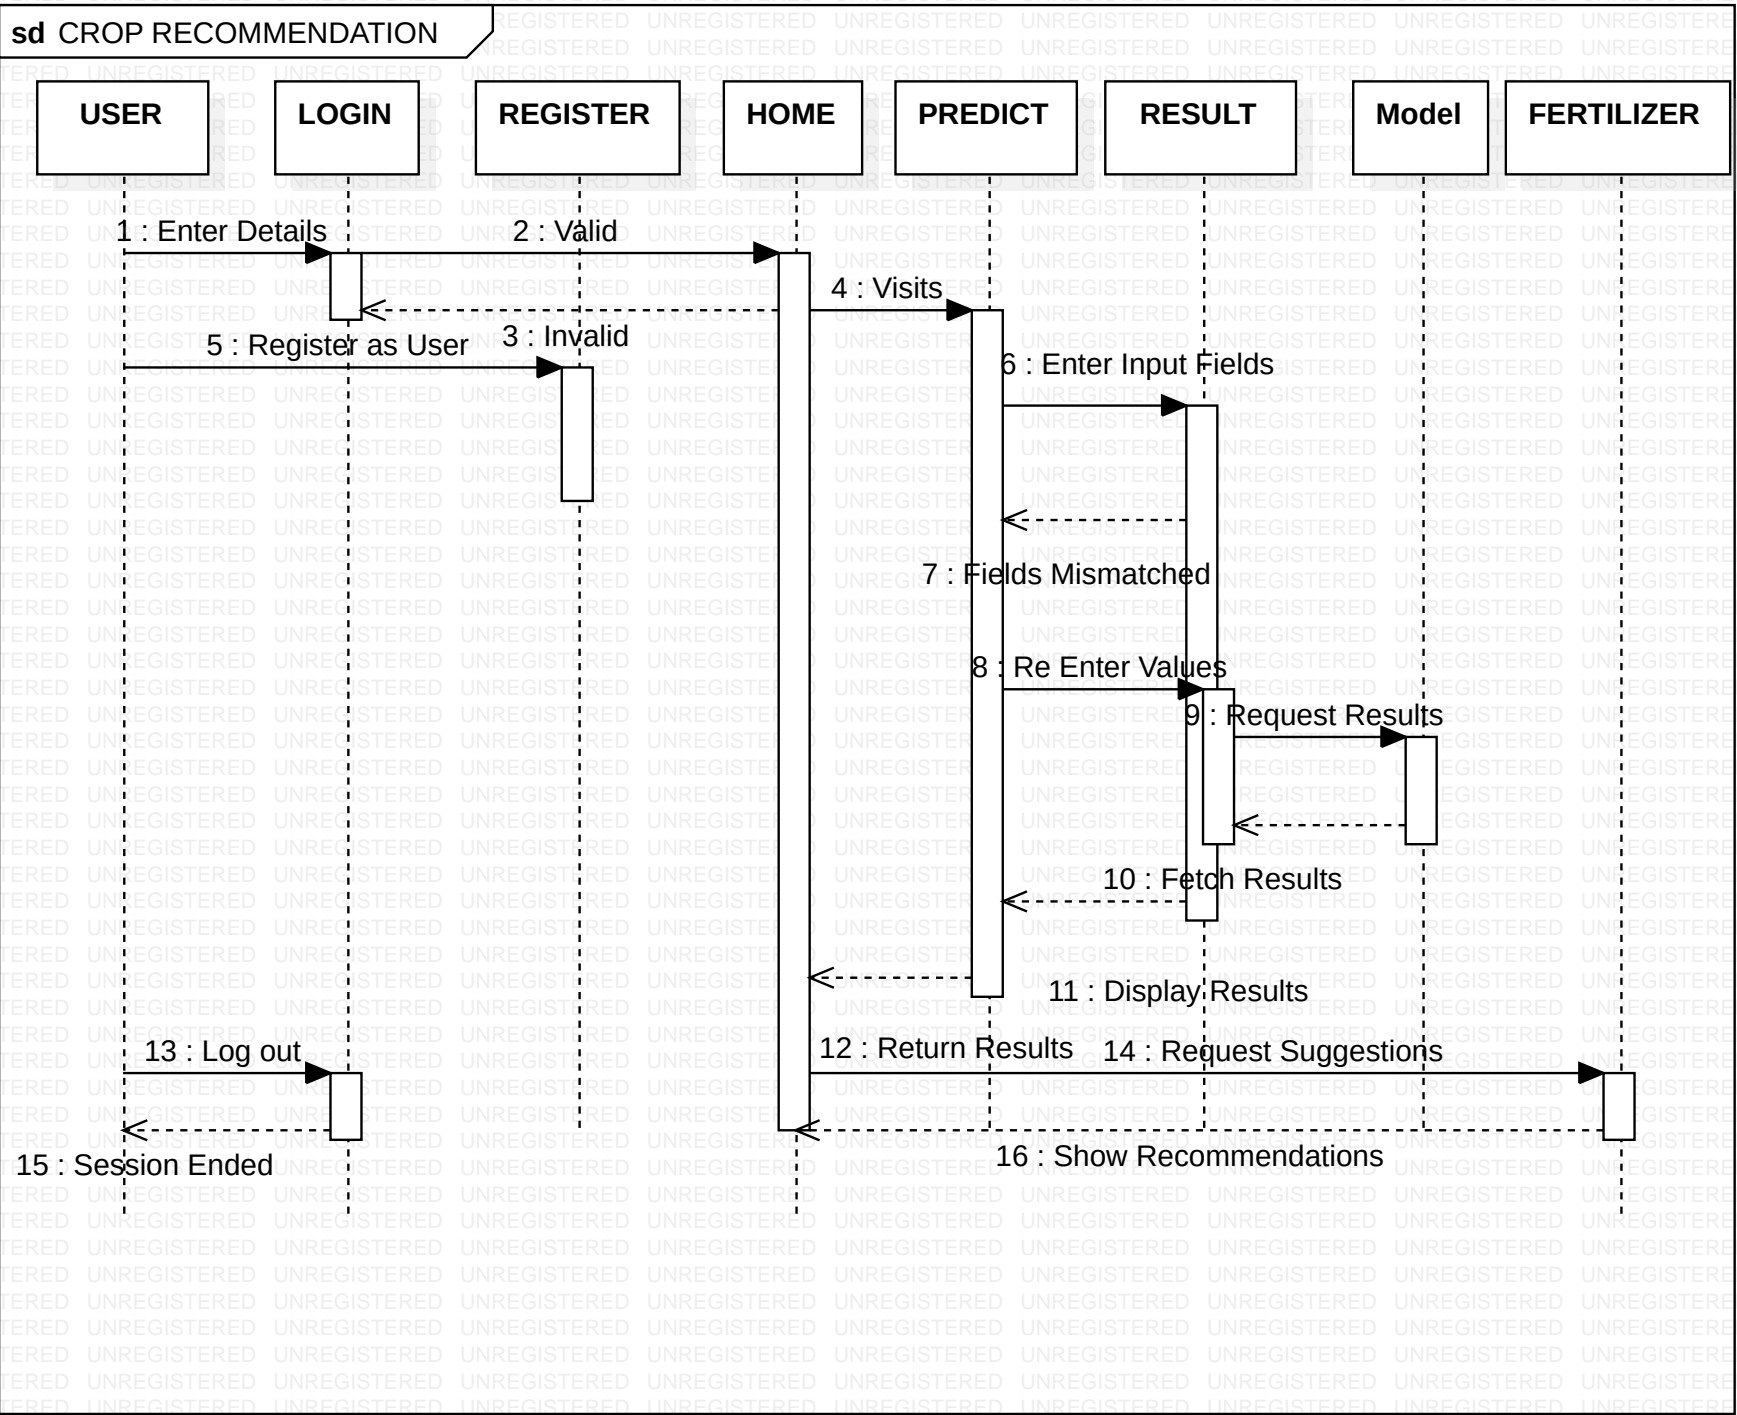 sd CROP RECOMMENDATION
USER
LOGIN
REGISTER
HOME
PREDICT
RESULT
Model
FERTILIZER
1 : Enter Details
2 : Valid
4 : Visits
3 : Invalid
5 : Register as User
6 : Enter Input Fields
7 : Fields Mismatched
8 : Re Enter Values
9 : Request Results
10 : Fetch Results
11 : Display Results
13 : Log out
12 : Return Results
14 : Request Suggestions
15 : Session Ended
16 : Show Recommendations
UNREGISTERED